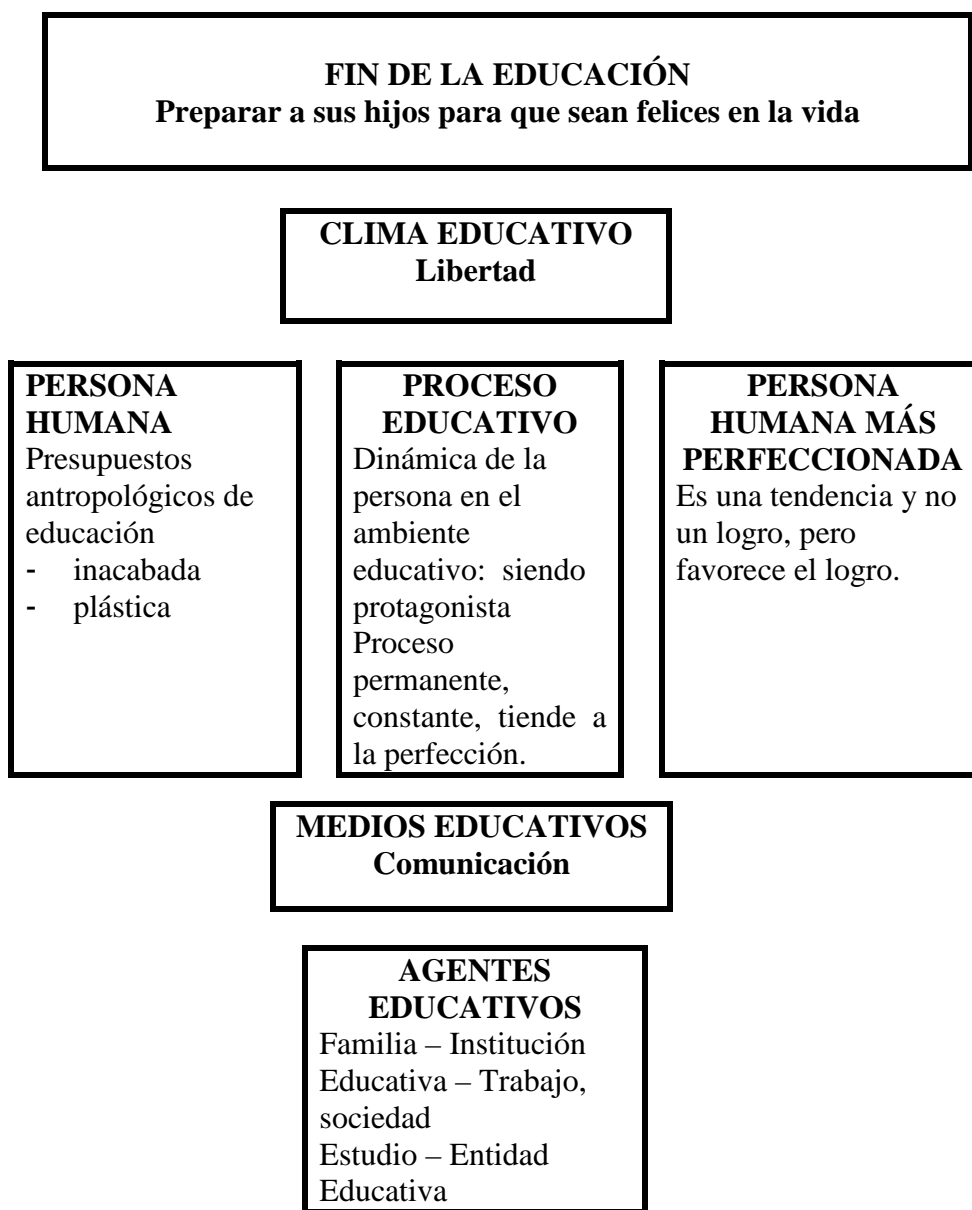 FIN DE LA EDUCACIÓN
Preparar a sus hijos para que sean felices en la vida
CLIMA EDUCATIVO
Libertad
PERSONA
HUMANA
Presupuestos
antropológicos de
educación
- inacabada
- plástica
PROCESO
EDUCATIVO
Dinámica de la
persona en el
ambiente
educativo: siendo
protagonista
Proceso
permanente,
constante, tiende a
la perfección.
PERSONA
HUMANA MÁS
PERFECCIONADA
Es una tendencia y no
un logro, pero
favorece el logro.
MEDIOS EDUCATIVOS
Comunicación
AGENTES
EDUCATIVOS
Familia – Institución
Educativa – Trabajo,
sociedad
Estudio – Entidad
Educativa